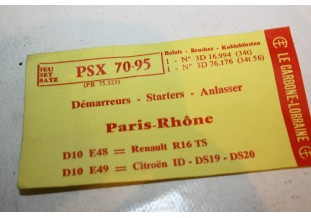 JEU
SET
SATZ
PSX 70-95
(PR 75.523)
Balais - Brushes - Kohlebürsten
1 - N° 3D 16.994 (34t)
1 - N° 3D 76.176 (34t 56)
Démarreurs - Starters - Anlasser
Paris-Rhône
D10 E48 = Renault R16 TS
D10 E49 = Citroën ID - DS19 - DS20
LE CARBONE-LORRAINE